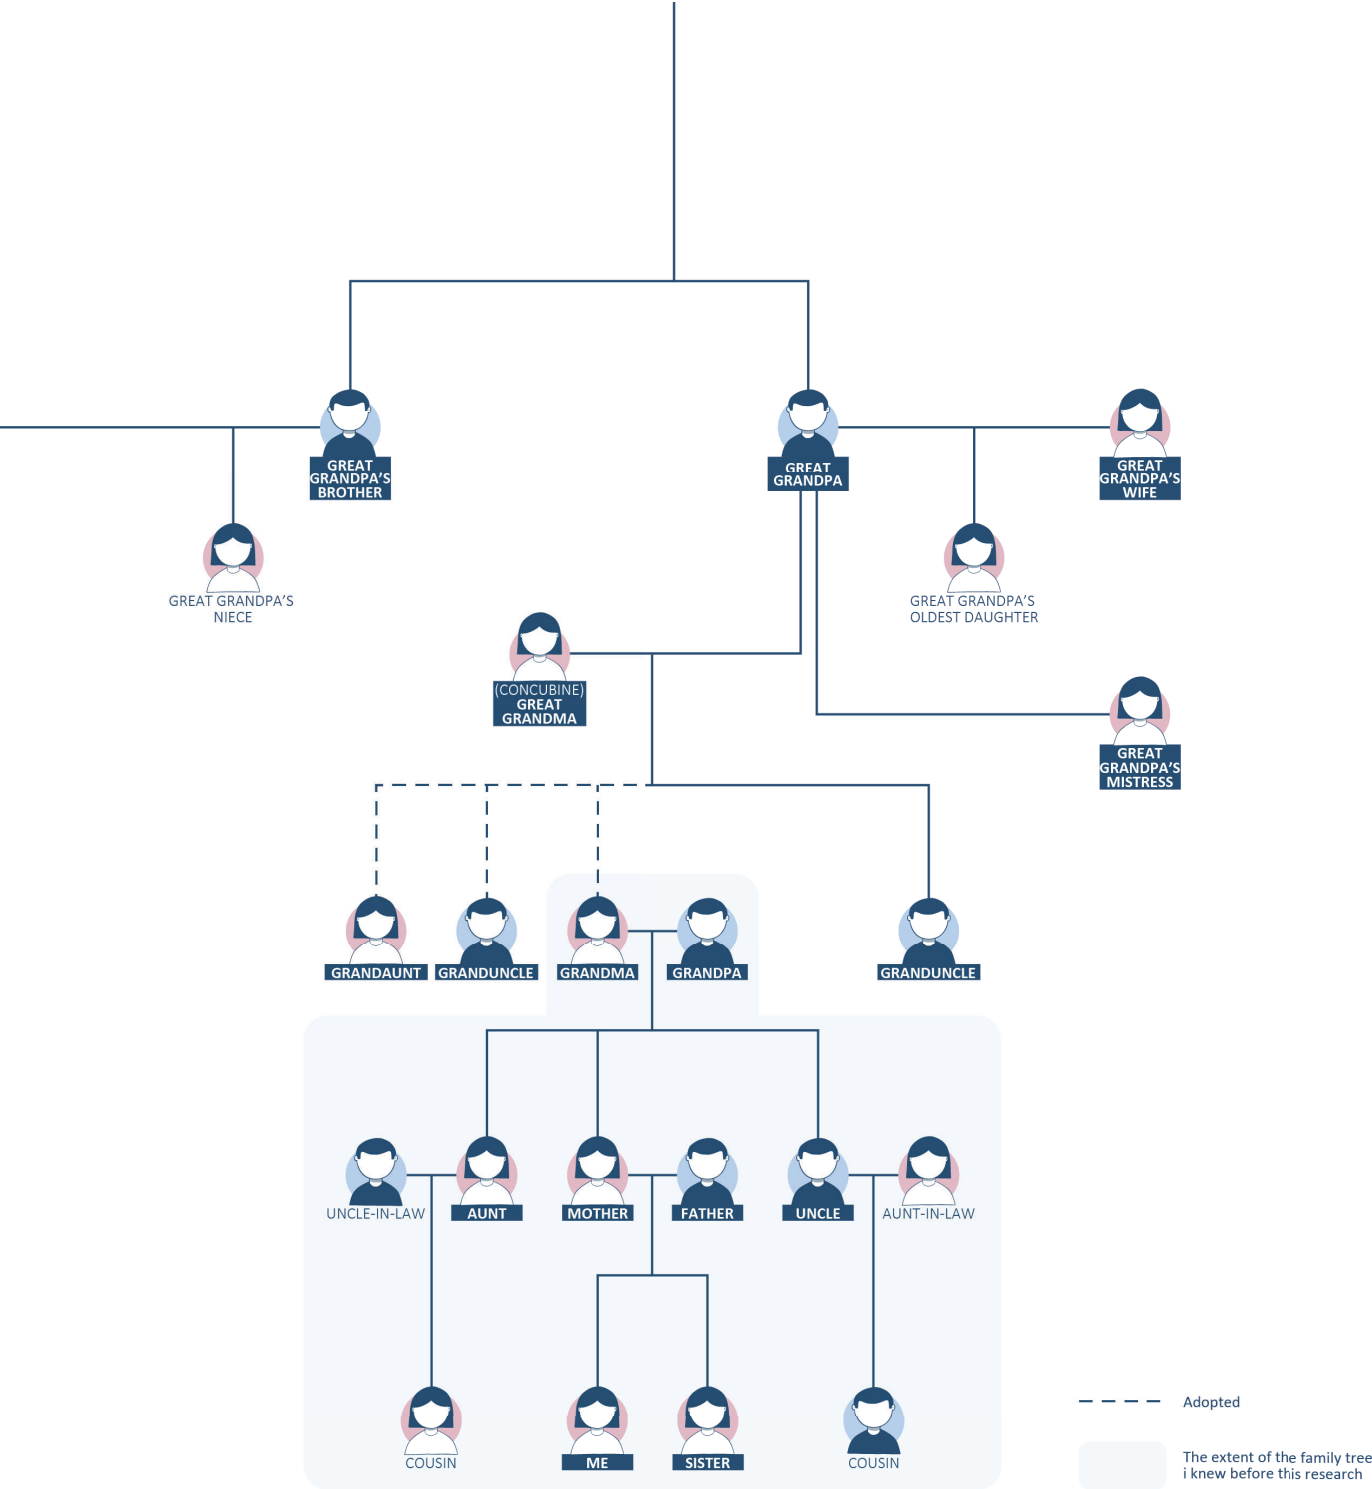 GREAT
GRANDPA'S
BROTHER
GREAT
GRANDPA
GREAT
GRANDPA'S
WIFE
GREAT GRANDPA'S
NIECE
GREAT GRANDPA'S
OLDEST DAUGHTER
(CONCUBINE)
GREAT
GRANDMA
GREAT
GRANDPA'S
MISTRESS
GRANDAUNT
GRANDUNCLE
GRANDMA
GRANDPA
GRANDUNCLE
UNCLE-IN-LAW
AUNT
MOTHER
FATHER
UNCLE
AUNT-IN-LAW
COUSIN
ME
SISTER
COUSIN
Adopted
The extent of the family tree
i knew before this research